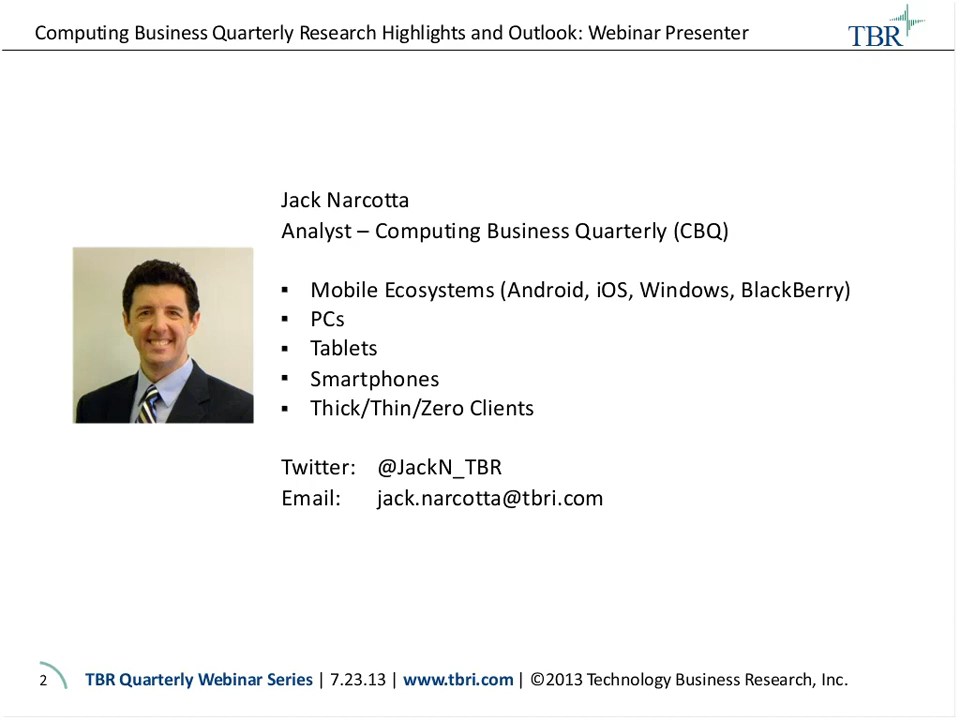 Computing Business Quarterly Research Highlights and Outlook: Webinar Presenter
TBR
Jack Narcotta
Analyst – Computing Business Quarterly (CBQ)
▪ Mobile Ecosystems (Android, iOS, Windows, BlackBerry)
▪ PCs
▪ Tablets
▪ Smartphones
▪ Thick/Thin/Zero Clients
Twitter: @JackN_TBR
Email: jack.narcotta@tbri.com
2 TBR Quarterly Webinar Series | 7.23.13 | www.tbri.com | ©2013 Technology Business Research, Inc.